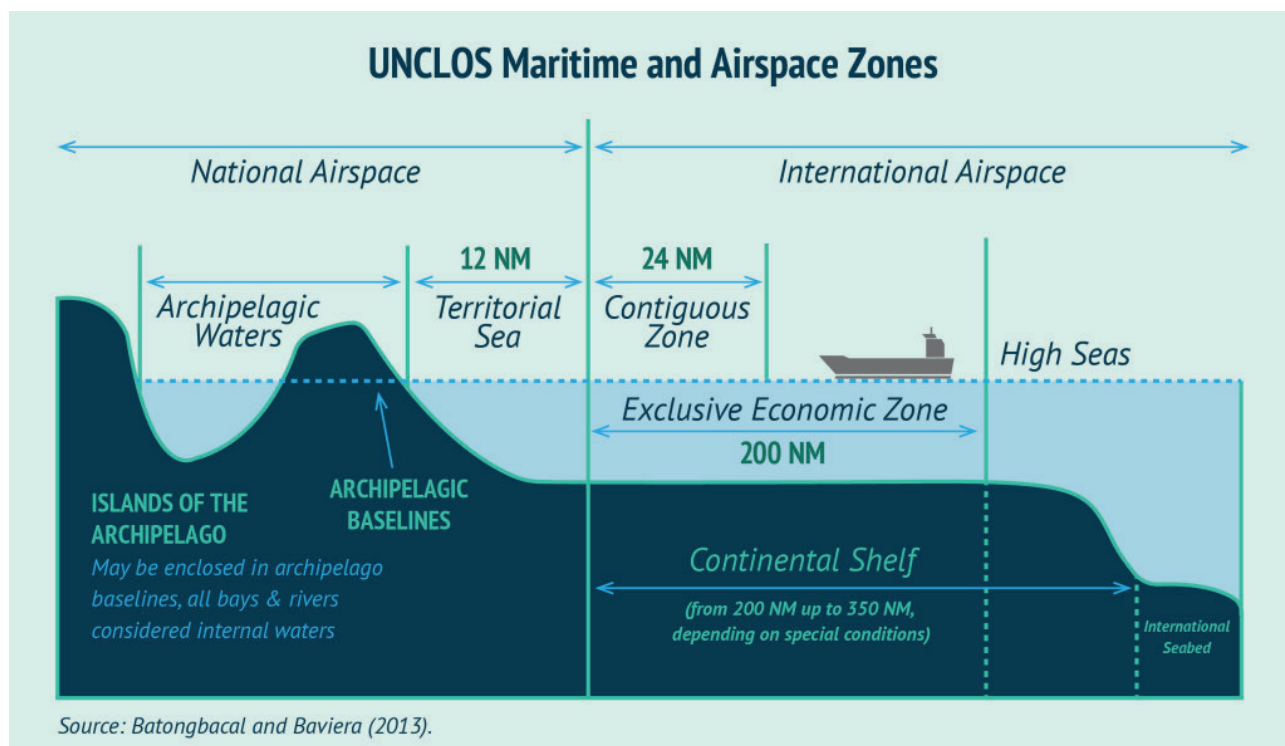 UNCLOS Maritime and Airspace Zones
National Airspace
International Airspace
12 NM
24 NM
Archipelagic
Waters
Territorial
Sea
Contiguous
Zone
High Seas
Exclusive Economic Zone
200 NM
ISLANDS OF THE
ARCHIPELAGO
May be enclosed in archipelago
baselines, all bays & rivers
considered internal waters
ARCHIPELAGIC
BASELINES
Continental Shelf
(from 200 NM up to 350 NM,
depending on special conditions)
International
Seabed
Source: Batongbacal and Baviera (2013).